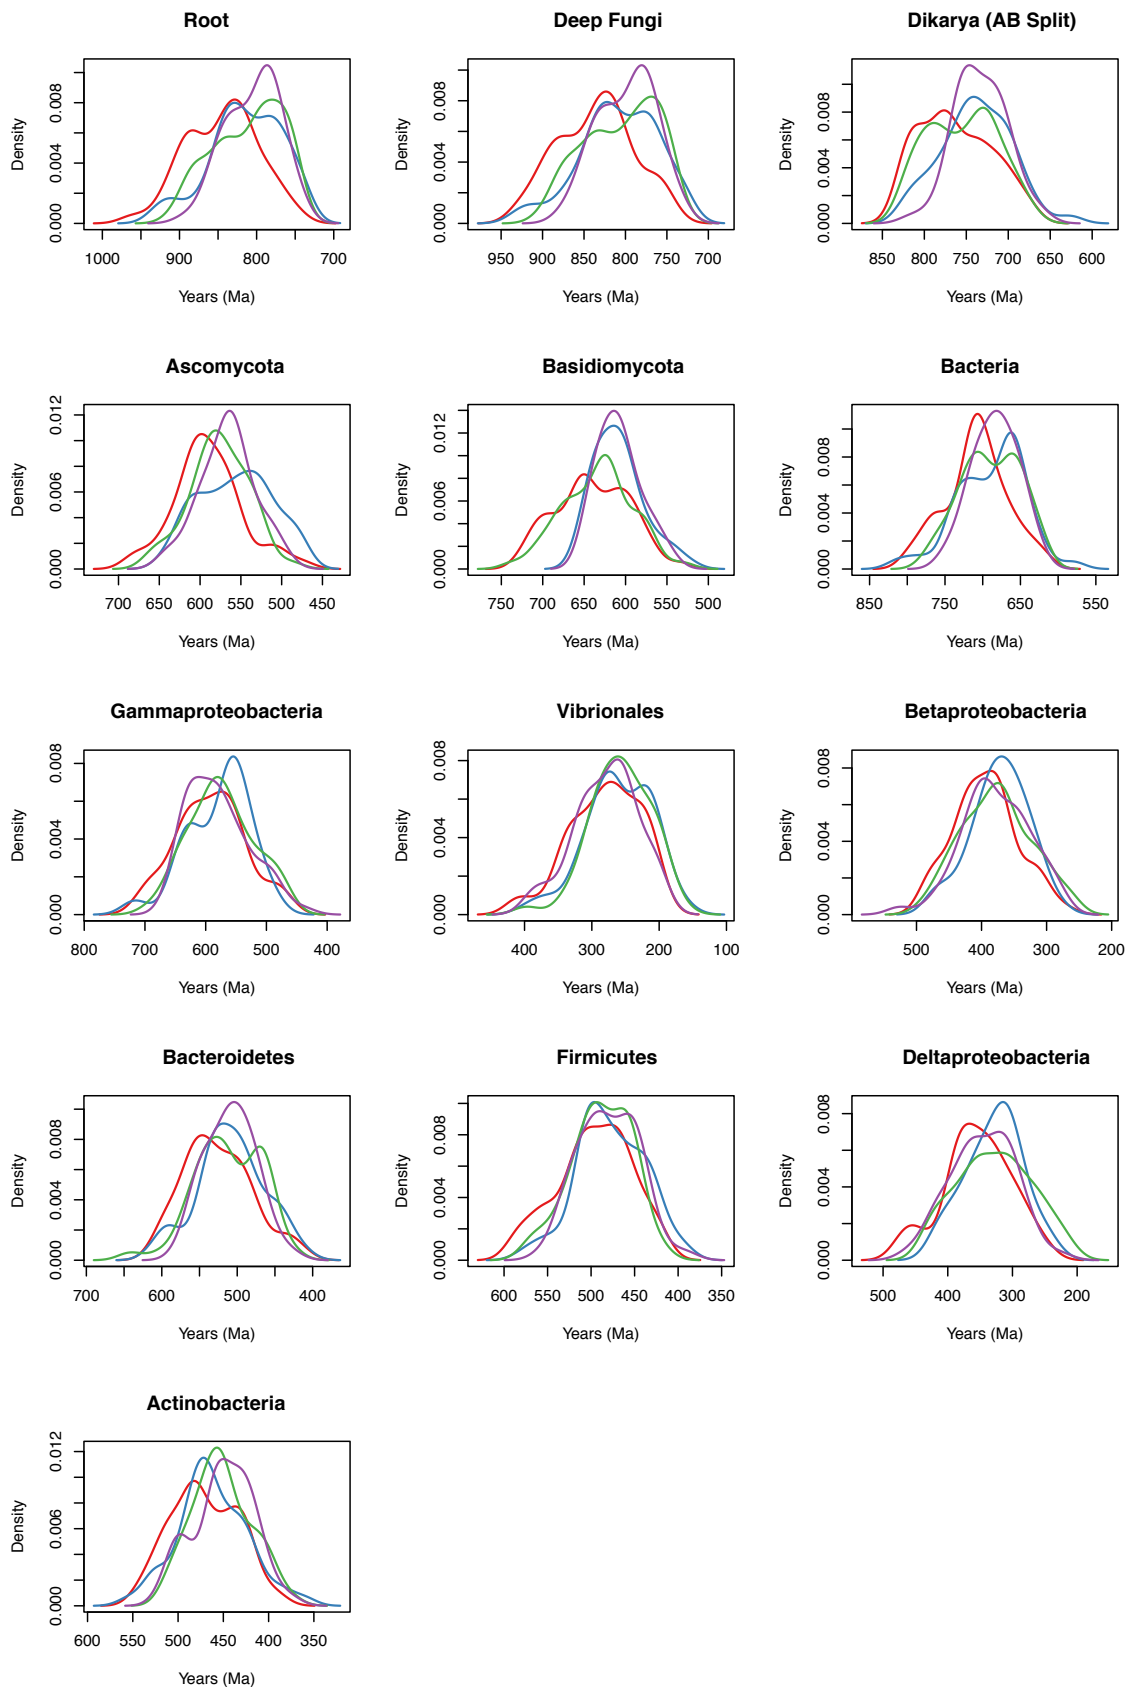 Root
Density
0.000 0.004 0.008
1000 900 800 700
Years (Ma)
Deep Fungi
Density
0.000 0.004 0.008
950 900 850 800 750 700
Years (Ma)
Dikarya (AB Split)
Density
0.000 0.004 0.008
850 800 750 700 650 600
Years (Ma)
Ascomycota
Density
0.000 0.006 0.012
700 650 600 550 500 450
Years (Ma)
Basidiomycota
Density
0.000 0.006 0.012
750 700 650 600 550 500
Years (Ma)
Bacteria
Density
0.000 0.004 0.008
850 750 650 550
Years (Ma)
Gammaproteobacteria
Density
0.000 0.004 0.008
800 700 600 500 400
Years (Ma)
Vibrionales
Density
0.000 0.004 0.008
400 300 200 100
Years (Ma)
Betaproteobacteria
Density
0.000 0.004 0.008
500 400 300 200
Years (Ma)
Bacteroidetes
Density
0.000 0.004 0.008
700 600 500 400
Years (Ma)
Firmicutes
Density
0.000 0.004 0.008
600 550 500 450 400 350
Years (Ma)
Deltaproteobacteria
Density
0.000 0.004 0.008
500 400 300 200
Years (Ma)
Actinobacteria
Density
0.000 0.006 0.012
600 550 500 450 400 350
Years (Ma)